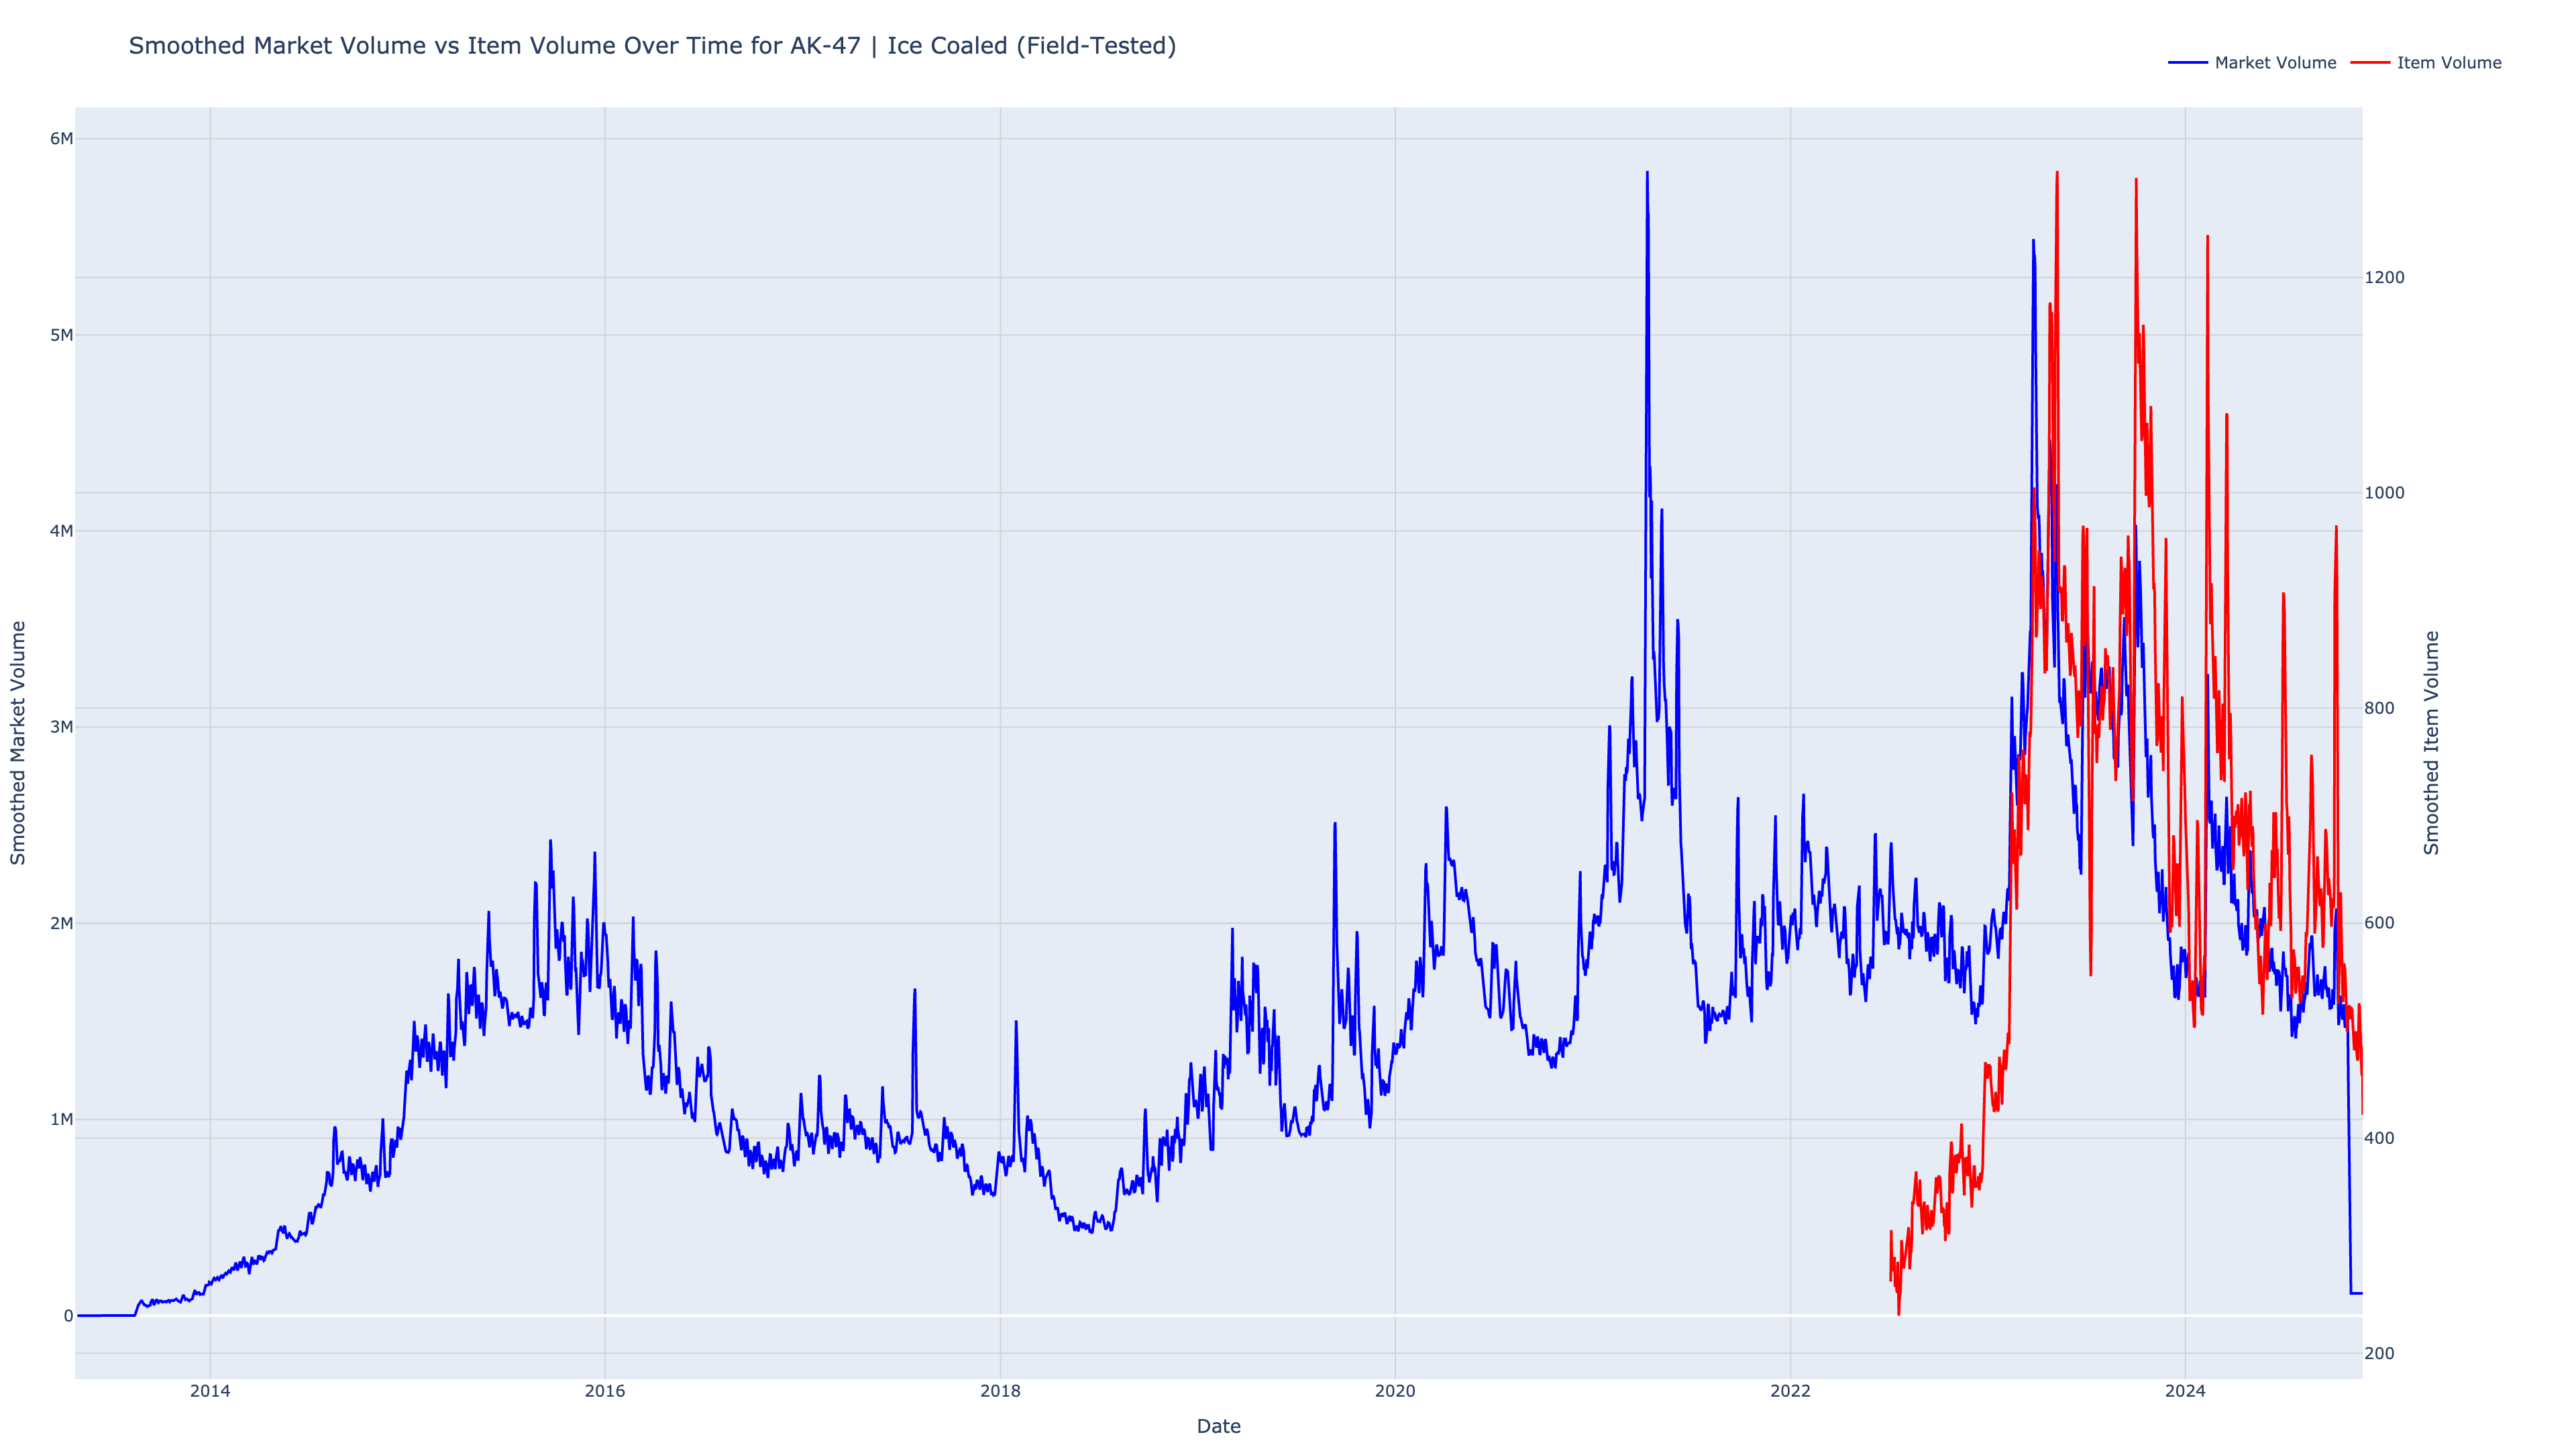 Smoothed Market Volume vs Item Volume Over Time for AK-47 | Ice Coaled (Field-Tested)
Market Volume
Item Volume
6M
5M
4M
3M
2M
1M
0
Smoothed Market Volume
1200
1000
800
600
400
200
Smoothed Item Volume
2014
2016
2018
2020
2022
2024
Date